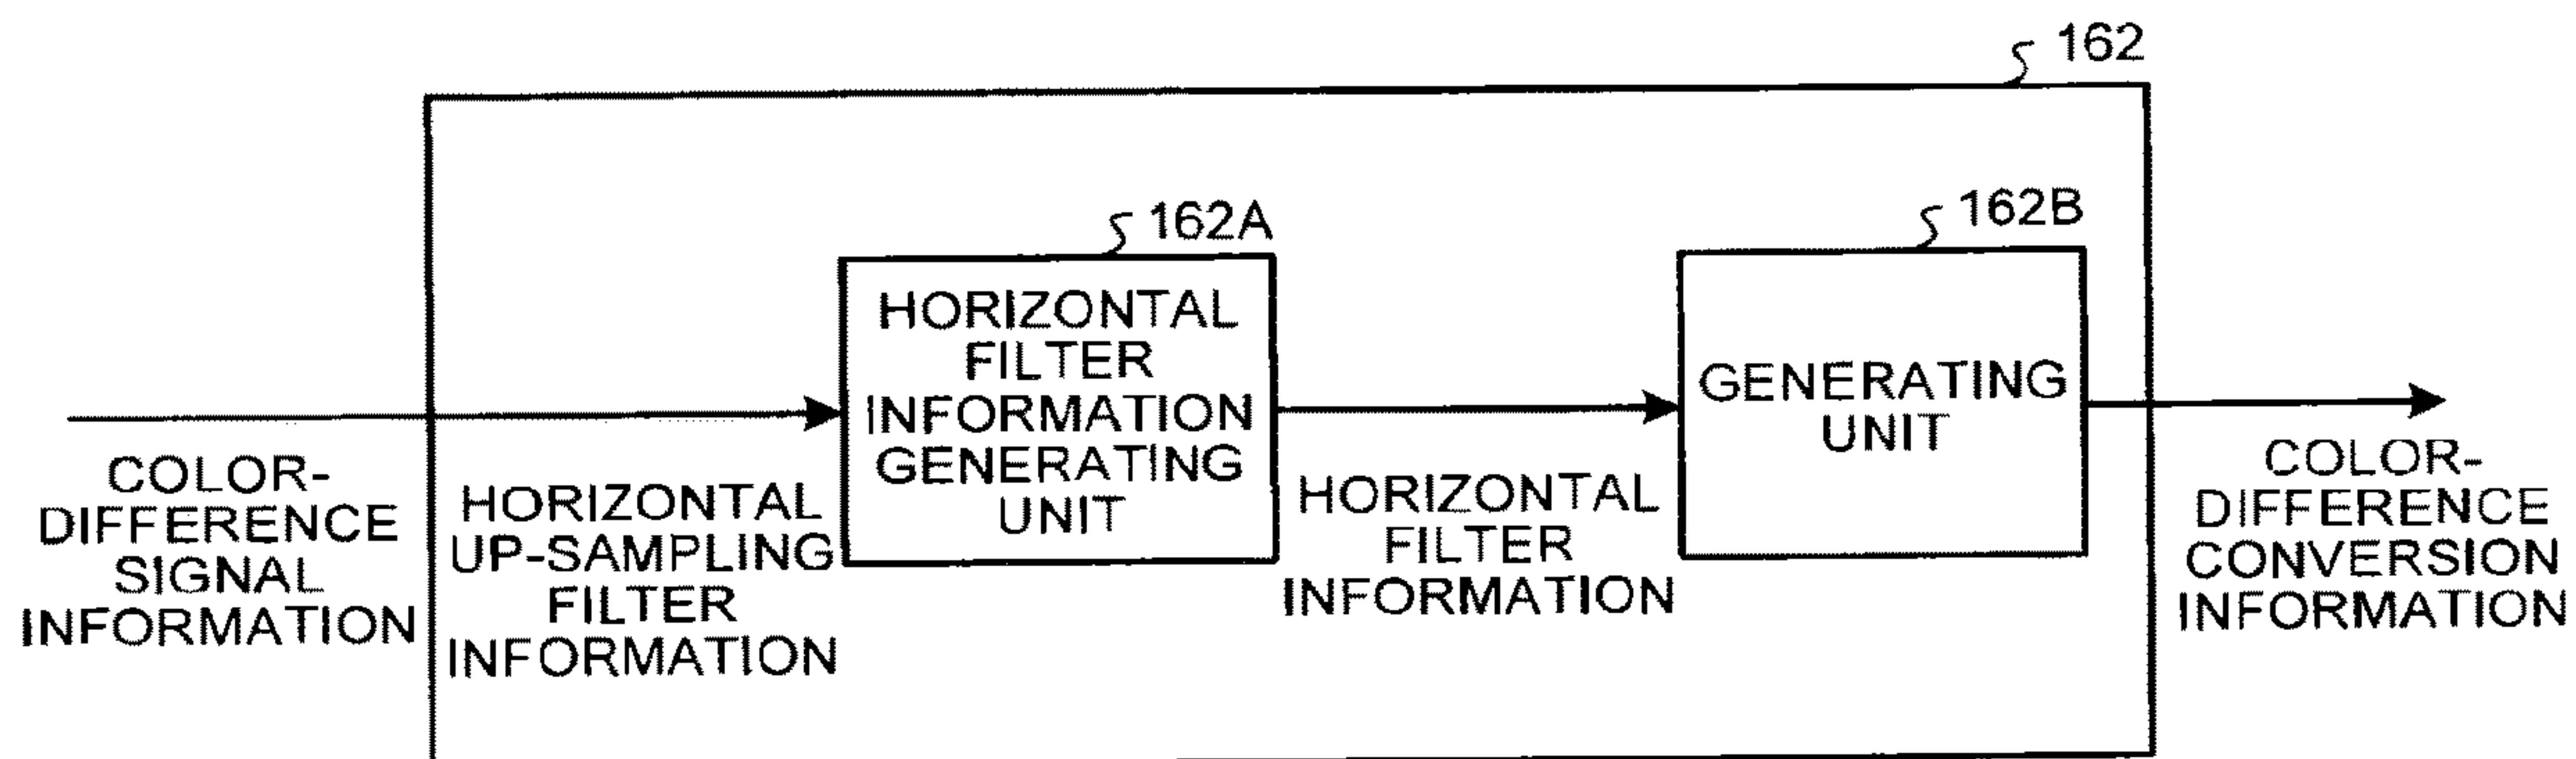 162
162A
162B
HORIZONTAL
FILTER
INFORMATION
GENERATING
UNIT
GENERATING
UNIT
COLOR-
DIFFERENCE
SIGNAL
INFORMATION
HORIZONTAL
UP-SAMPLING
FILTER
INFORMATION
HORIZONTAL
FILTER
INFORMATION
COLOR-
DIFFERENCE
CONVERSION
INFORMATION